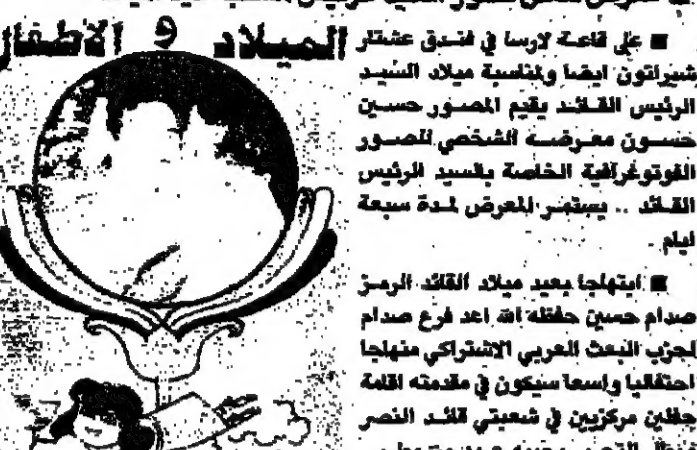 الميلاد و الأطفال
■ على قاعة لارسا في فندق عشتار
شيراتون ايضا ولمناسبة ميلاد السيد
الرئيس القائد يقيم المصور حسين
حسون معرضه الشخصي للصور
الفوتوغرافية الخاصة بالسيد الرئيس
القائد .. يستمر المعرض لمدة سبعة
ايام .
■ ابتهاجا بعيد ميلاد القائد الرمز
صدام حسين حفظه الله اعد فرع صدام
لحزب البعث العربي الاشتراكي منهاجا
احتفاليا واسعا سيكون في مقدمته اقامة
حفلين مركزيين في شعبتي قائد النصر